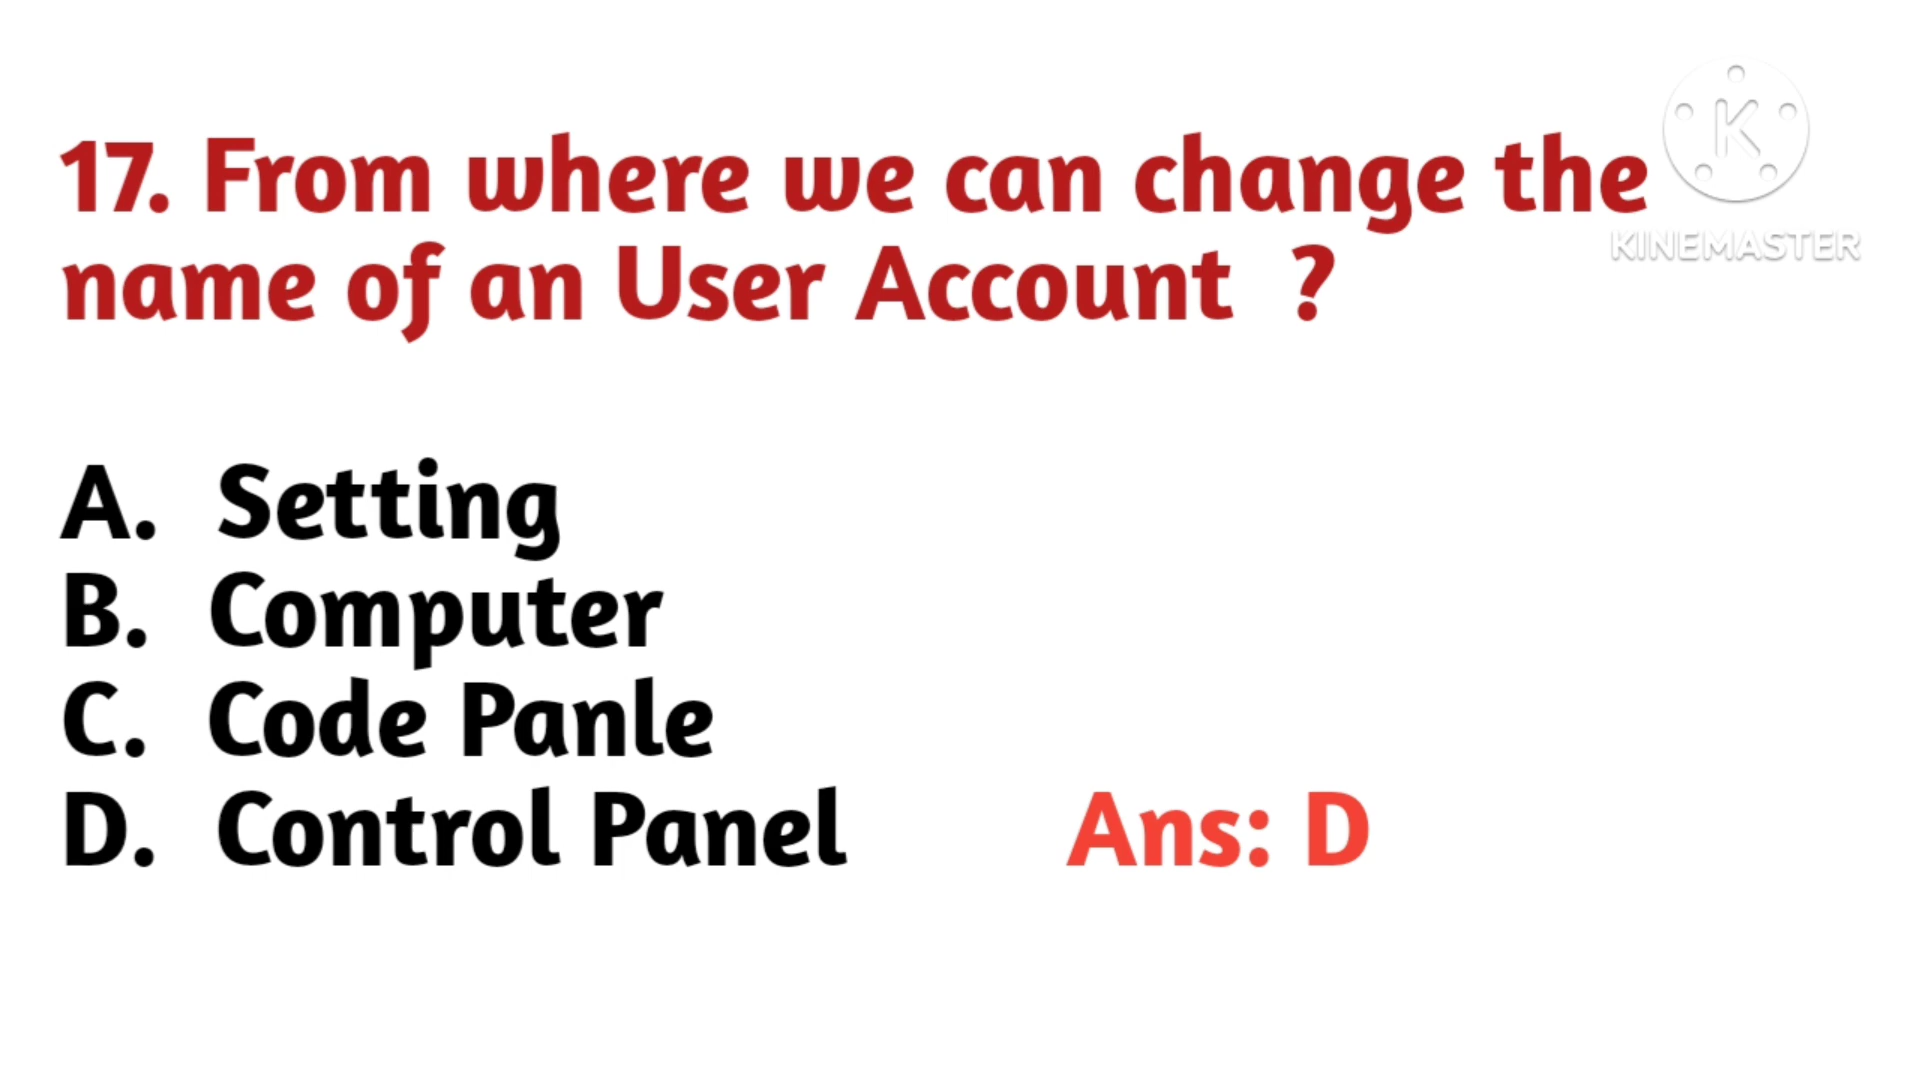 17. From where we can change the
name of an User Account ?
K
KINEMASTER
A. Setting
B. Computer
C. Code Panle
D. Control Panel Ans: D